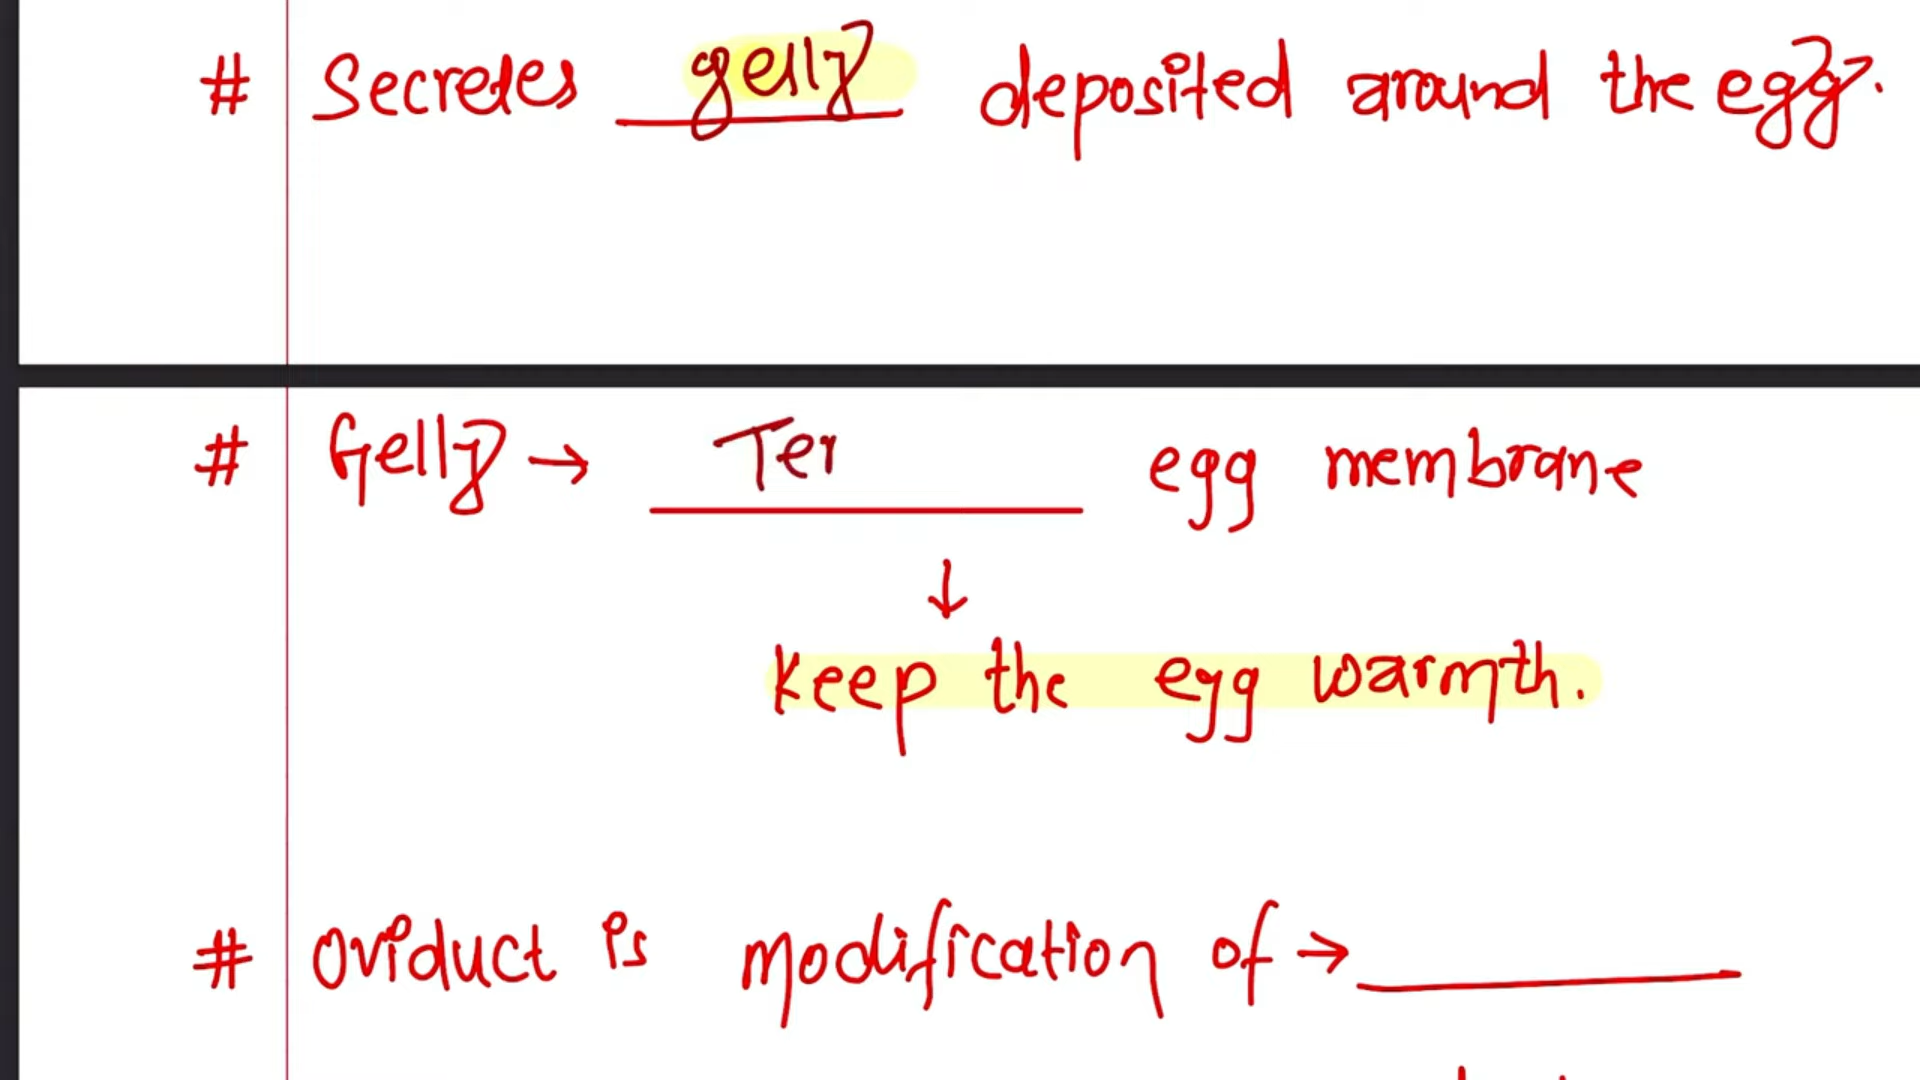 # Secretes gelly deposited around the egg.
# Gelly → Ter egg membrane
↓
Keep the egg warmth.
# Oviduct is modification of →